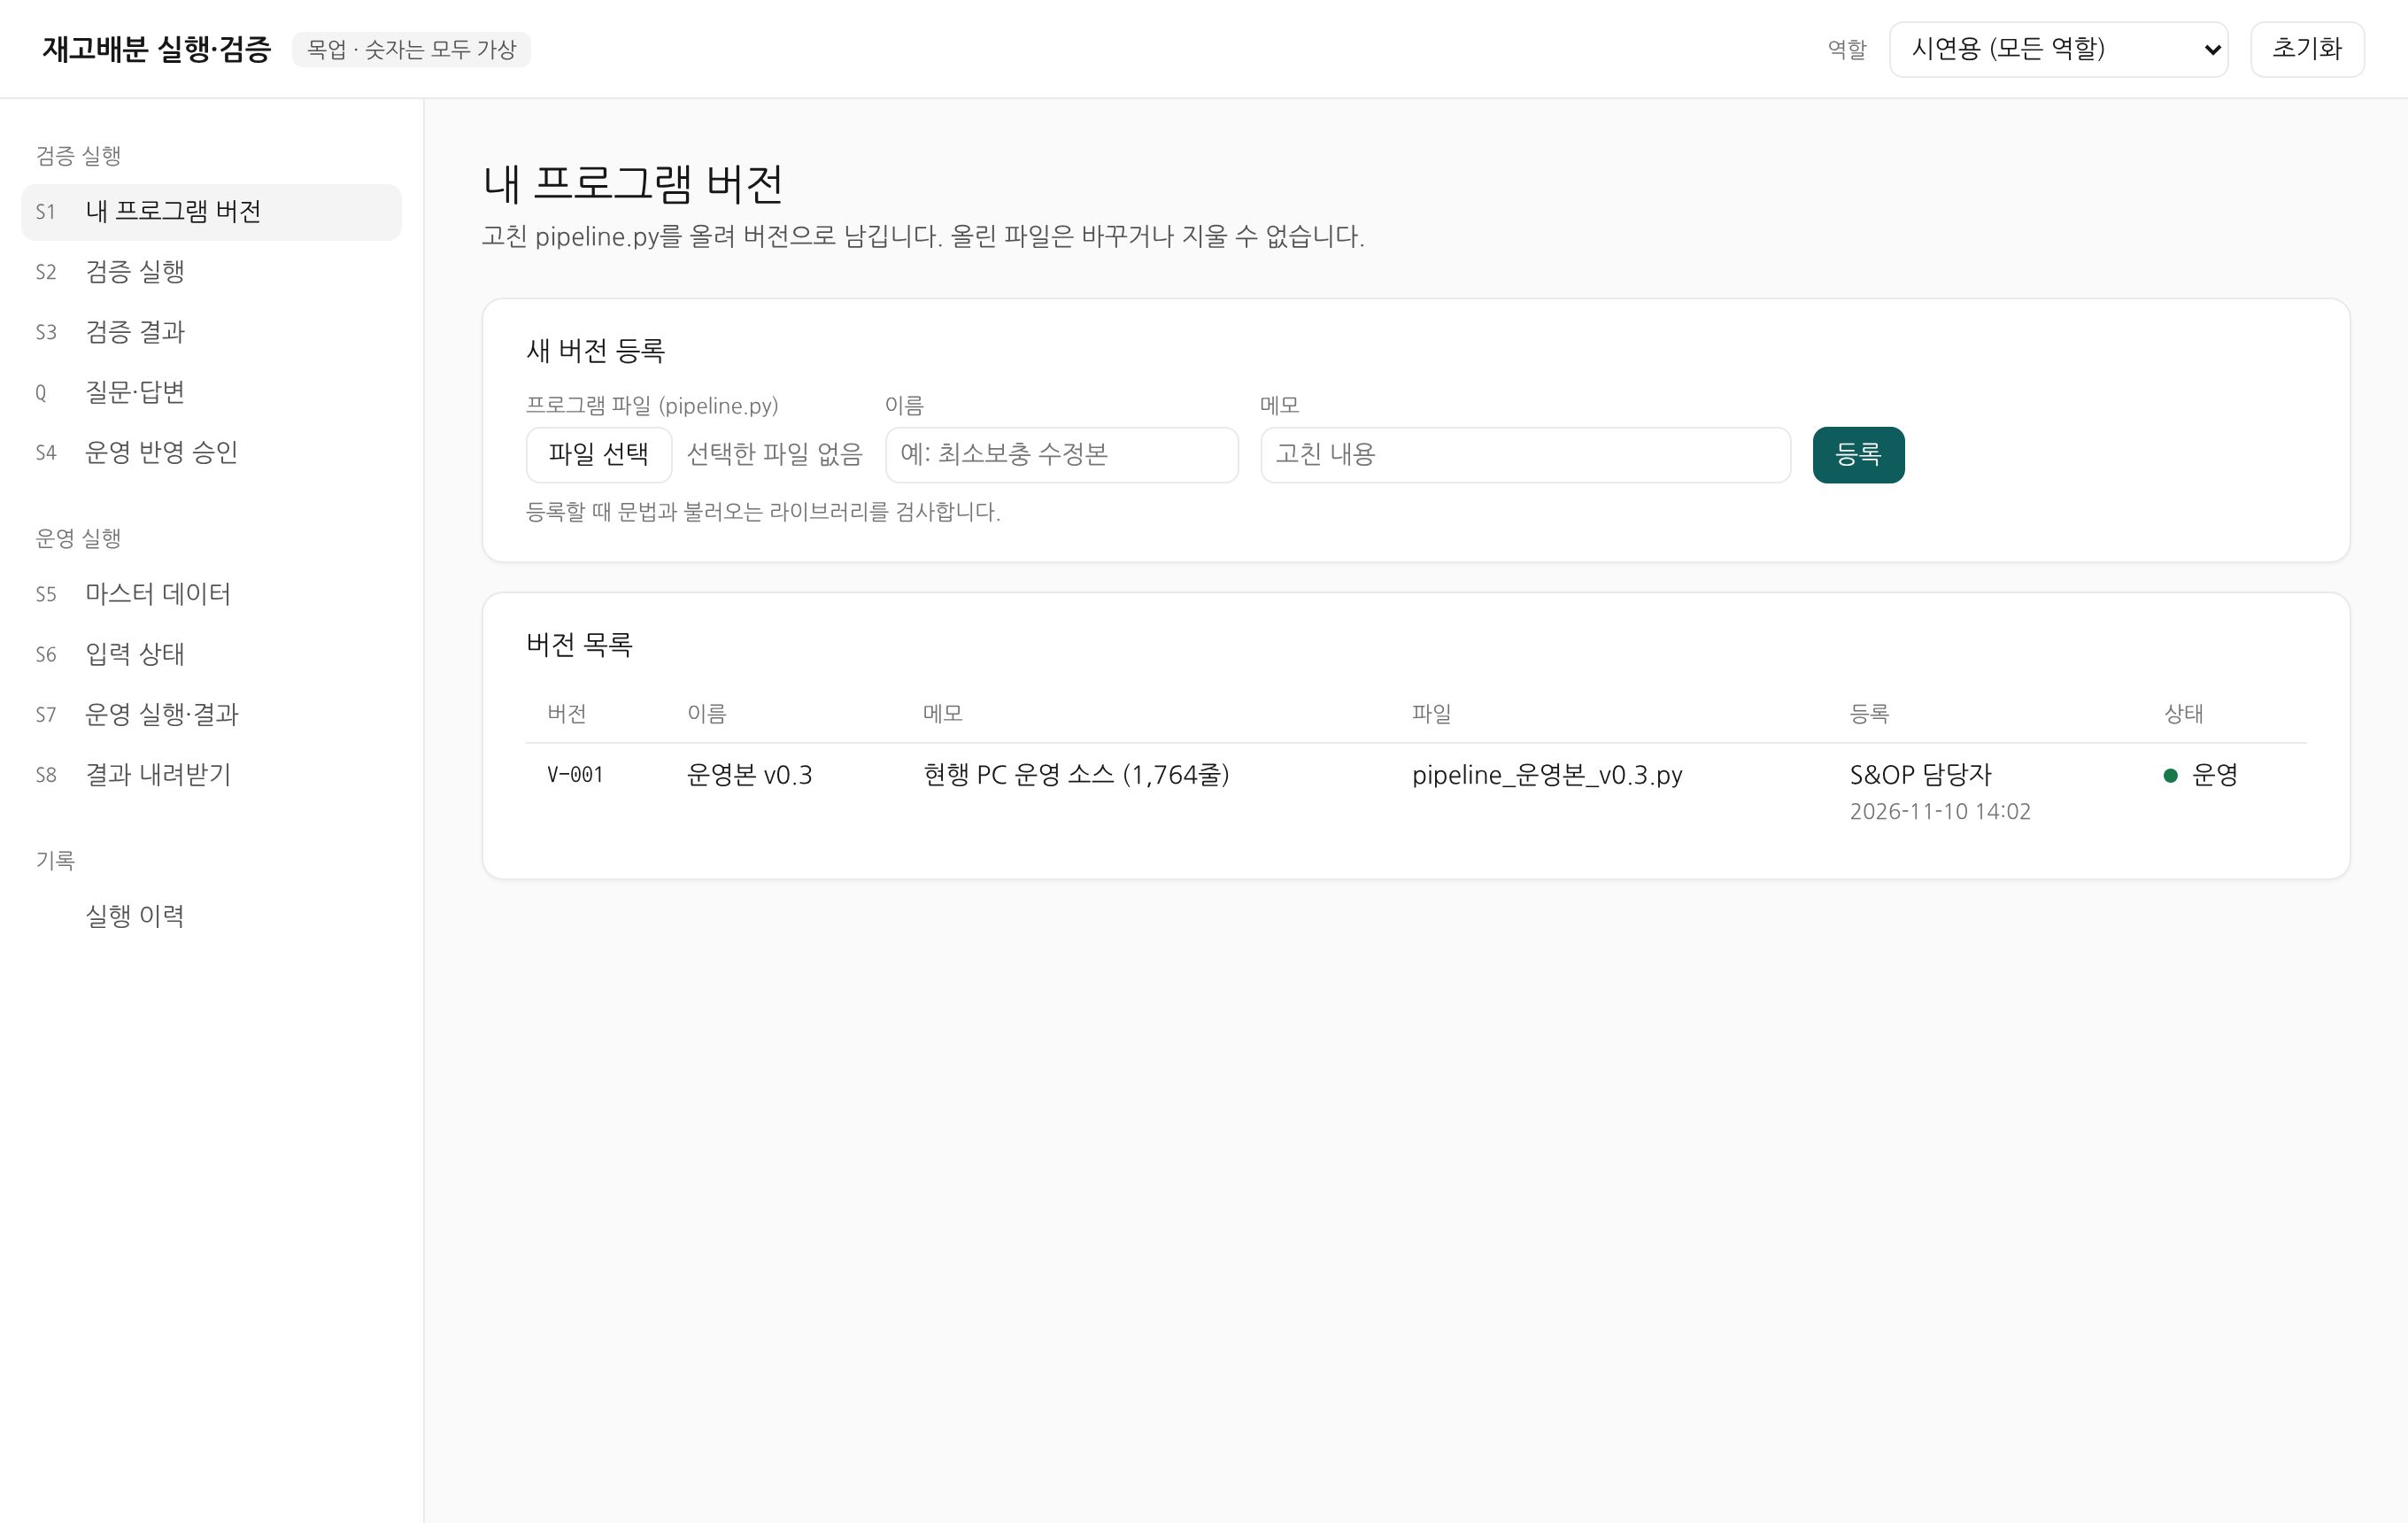 재고배분 실행·검증
목업 · 숫자는 모두 가상
역할
시연용 (모든 역할)
초기화
검증 실행
S1 내 프로그램 버전
S2 검증 실행
S3 검증 결과
Q 질문·답변
S4 운영 반영 승인
운영 실행
S5 마스터 데이터
S6 입력 상태
S7 운영 실행·결과
S8 결과 내려받기
기록
실행 이력
내 프로그램 버전
고친 pipeline.py를 올려 버전으로 남깁니다. 올린 파일은 바꾸거나 지울 수 없습니다.
새 버전 등록
프로그램 파일 (pipeline.py) 이름 메모
파일 선택 선택한 파일 없음 예: 최소보충 수정본 고친 내용 등록
등록할 때 문법과 불러오는 라이브러리를 검사합니다.
버전 목록
버전 이름 메모 파일 등록 상태
V-001 운영본 v0.3 현행 PC 운영 소스 (1,764줄) pipeline_운영본_v0.3.py S&OP 담당자 운영
2026-11-10 14:02